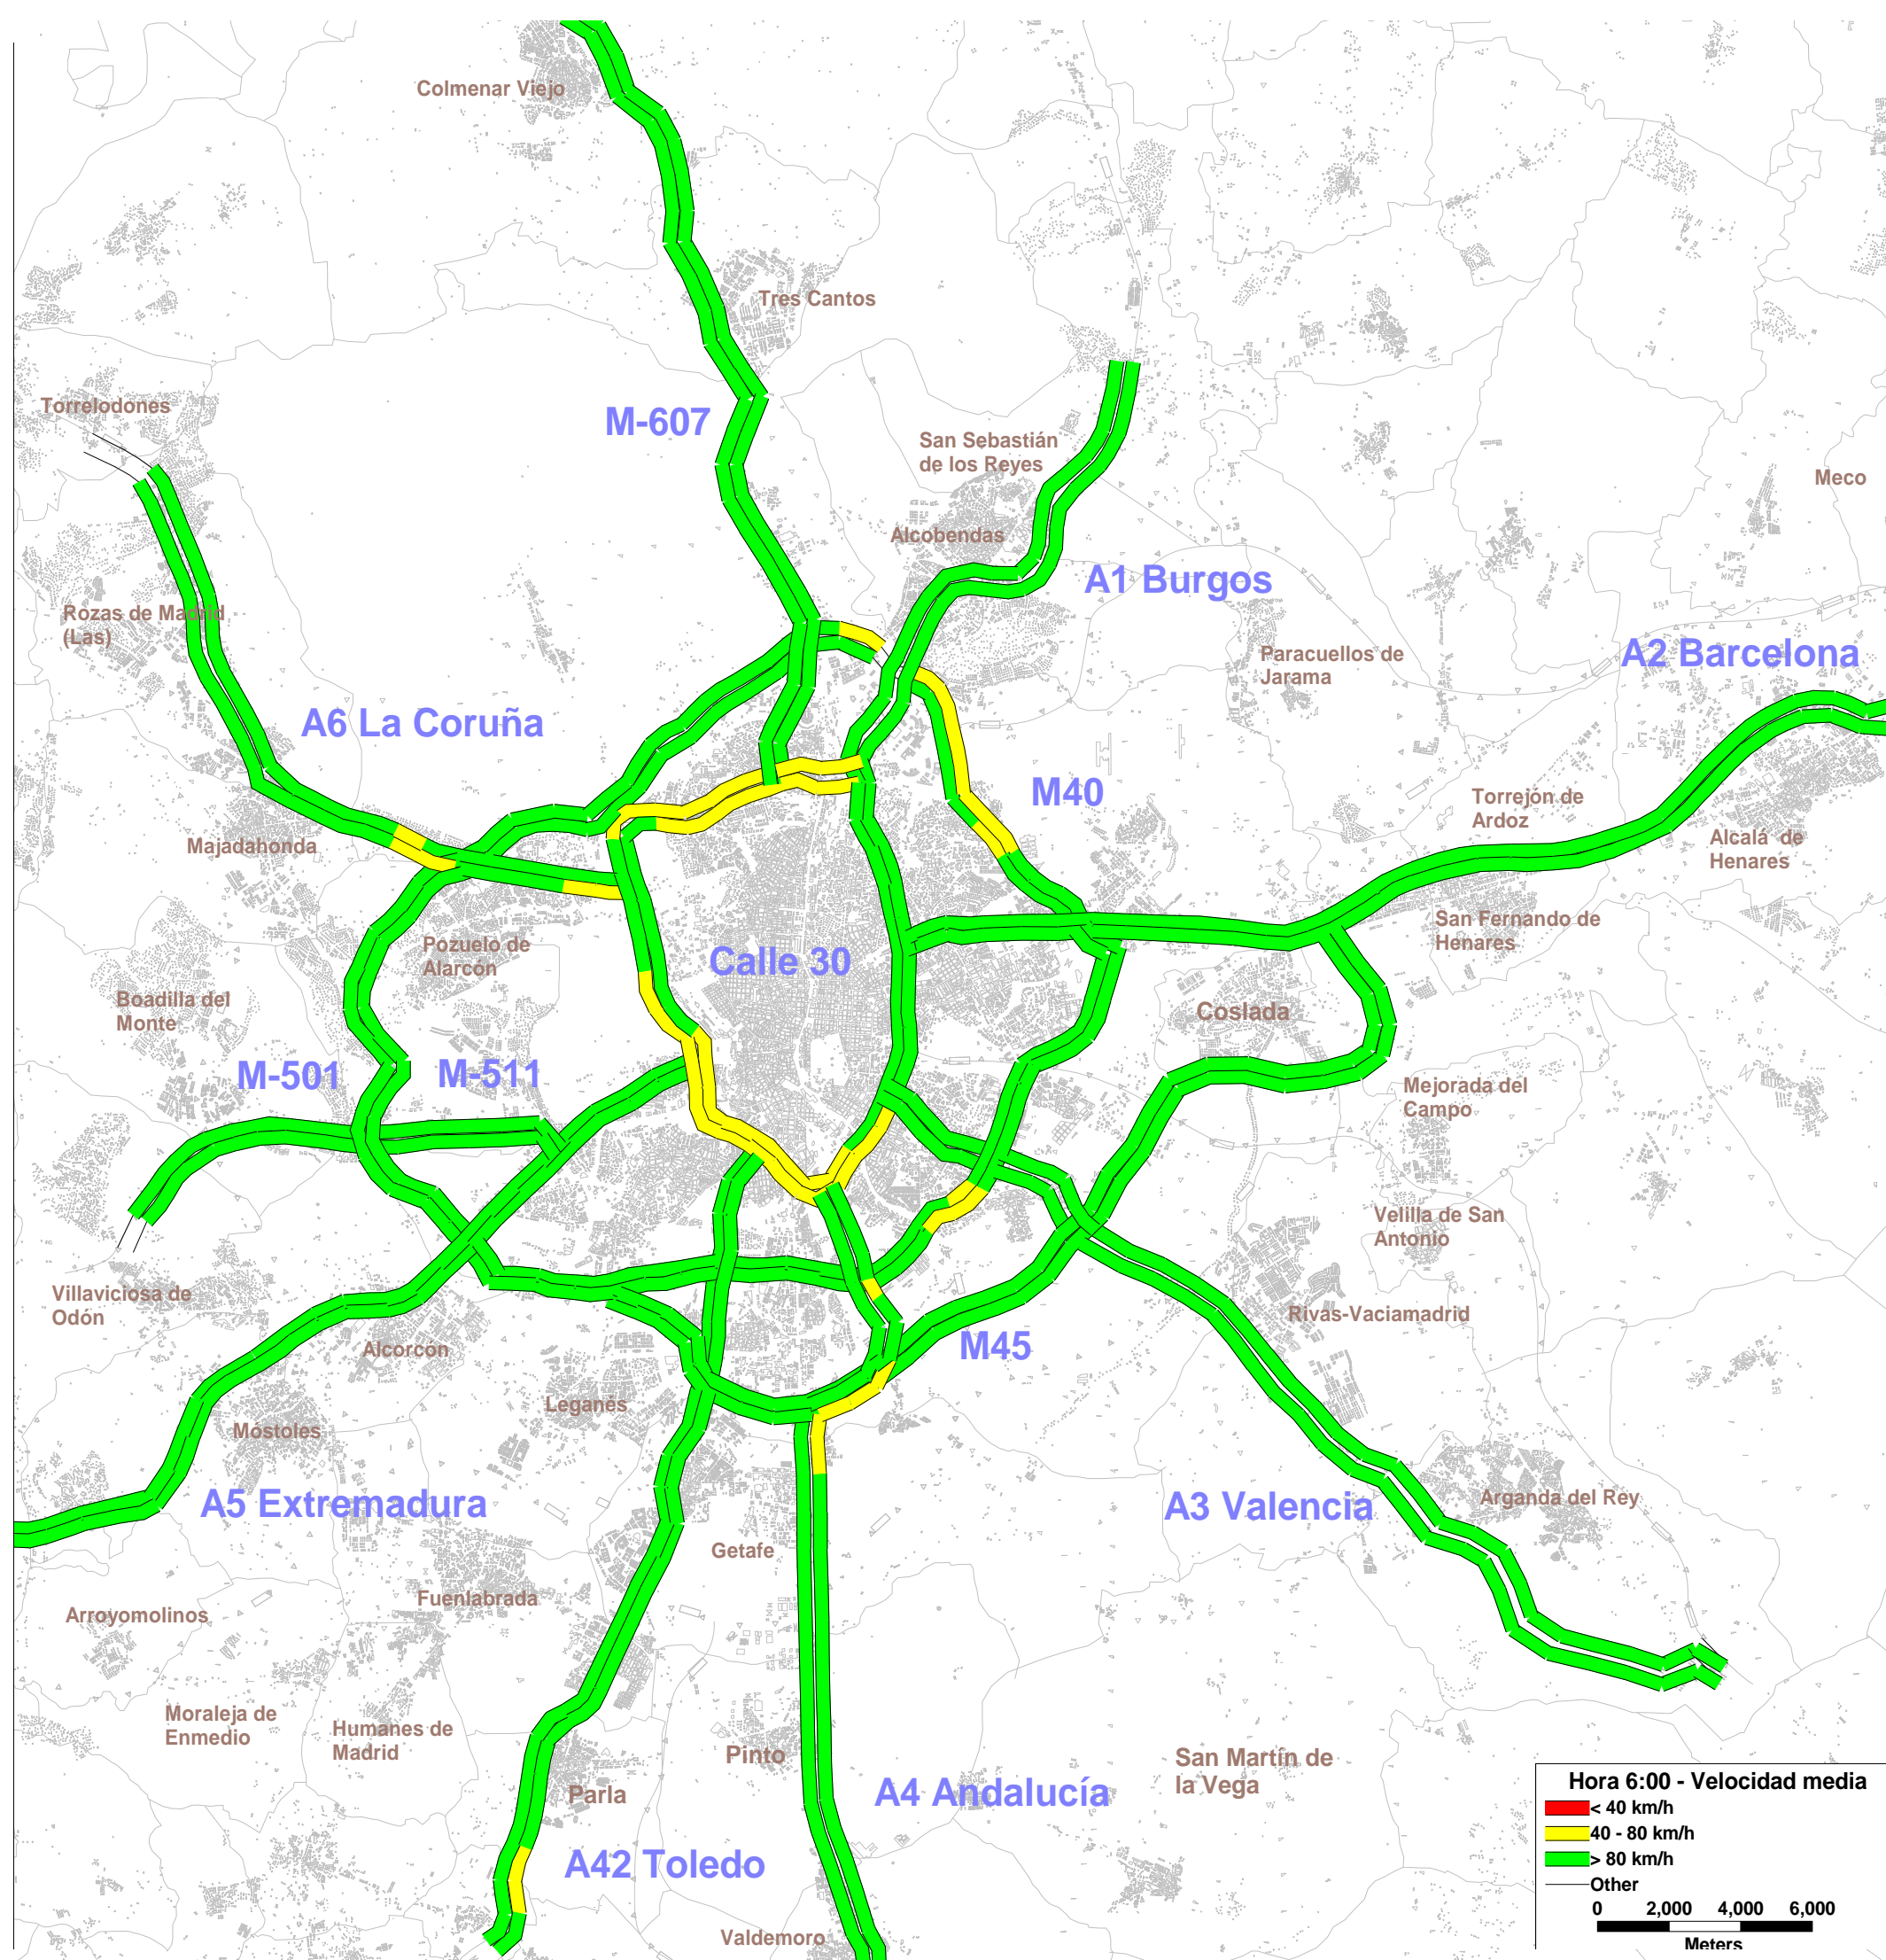 Colmenar Viejo
Tres Cantos
Torrelodones
M-607
San Sebastián
de los Reyes
Meco
Alcobendas
A1 Burgos
Rozas de Madrid
(Las)
Paracuellos de
Jarama
A2 Barcelona
A6 La Coruña
M40
Torrejón de
Ardoz
Majadahonda
Alcalá de
Henares
Pozuelo de
Alarcón
Calle 30
San Fernando de
Henares
Boadilla del
Monte
Coslada
M-501
M-511
Mejorada del
Campo
Velilla de San
Antonio
Villaviciosa de
Odón
Rivas-Vaciamadrid
Alcorcón
M45
Leganés
Móstoles
A5 Extremadura
A3 Valencia
Arganda del Rey
Getafe
Fuenlabrada
Arroyomolinos
Moraleja de
Enmedio
Humanes de
Madrid
Pinto
San Martín de
la Vega
Parla
A4 Andalucía
A42 Toledo
Valdemoro
Hora 6:00 - Velocidad media
< 40 km/h
40 - 80 km/h
> 80 km/h
Other
0 2,000 4,000 6,000
Meters